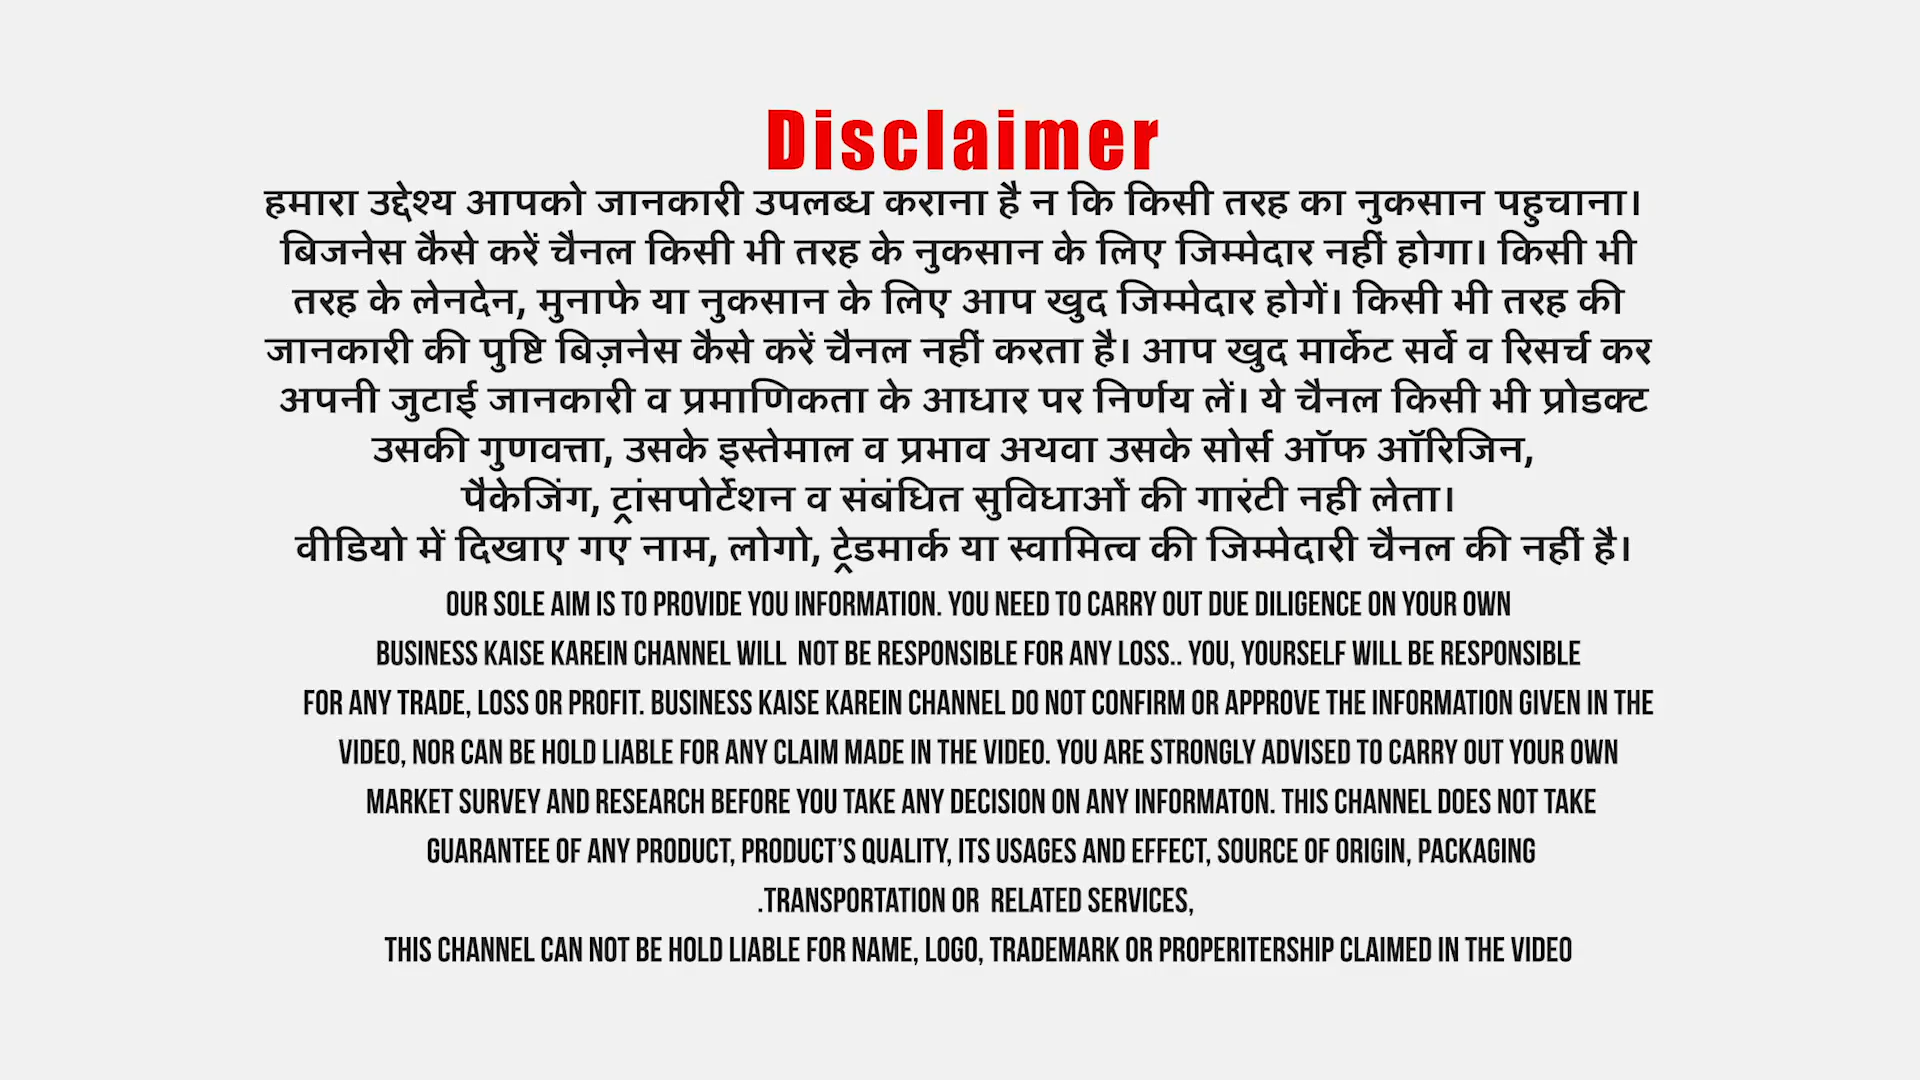 Disclaimer
हमारा उद्देश्य आपको जानकारी उपलब्ध कराना है न कि किसी तरह का नुकसान पहुचाना।
बिजनेस कैसे करें चैनल किसी भी तरह के नुकसान के लिए जिम्मेदार नहीं होगा। किसी भी
तरह के लेनदेन, मुनाफे या नुकसान के लिए आप खुद जिम्मेदार होगें। किसी भी तरह की
जानकारी की पुष्टि बिज़नेस कैसे करें चैनल नहीं करता है। आप खुद मार्केट सर्वे व रिसर्च कर
अपनी जुटाई जानकारी व प्रमाणिकता के आधार पर निर्णय लें। ये चैनल किसी भी प्रोडक्ट
उसकी गुणवत्ता, उसके इस्तेमाल व प्रभाव अथवा उसके सोर्स ऑफ ऑरिजिन,
पैकेजिंग, ट्रांसपोर्टेशन व संबंधित सुविधाओं की गारंटी नही लेता।
वीडियो में दिखाए गए नाम, लोगो, ट्रेडमार्क या स्वामित्व की जिम्मेदारी चैनल की नहीं है।
OUR SOLE AIM IS TO PROVIDE YOU INFORMATION. YOU NEED TO CARRY OUT DUE DILIGENCE ON YOUR OWN
BUSINESS KAISE KAREIN CHANNEL WILL  NOT BE RESPONSIBLE FOR ANY LOSS.. YOU, YOURSELF WILL BE RESPONSIBLE
FOR ANY TRADE, LOSS OR PROFIT. BUSINESS KAISE KAREIN CHANNEL DO NOT CONFIRM OR APPROVE THE INFORMATION GIVEN IN THE
VIDEO, NOR CAN BE HOLD LIABLE FOR ANY CLAIM MADE IN THE VIDEO. YOU ARE STRONGLY ADVISED TO CARRY OUT YOUR OWN
MARKET SURVEY AND RESEARCH BEFORE YOU TAKE ANY DECISION ON ANY INFORMATON. THIS CHANNEL DOES NOT TAKE
GUARANTEE OF ANY PRODUCT, PRODUCT'S QUALITY, ITS USAGES AND EFFECT, SOURCE OF ORIGIN, PACKAGING
.TRANSPORTATION OR  RELATED SERVICES,
THIS CHANNEL CAN NOT BE HOLD LIABLE FOR NAME, LOGO, TRADEMARK OR PROPERITERSHIP CLAIMED IN THE VIDEO